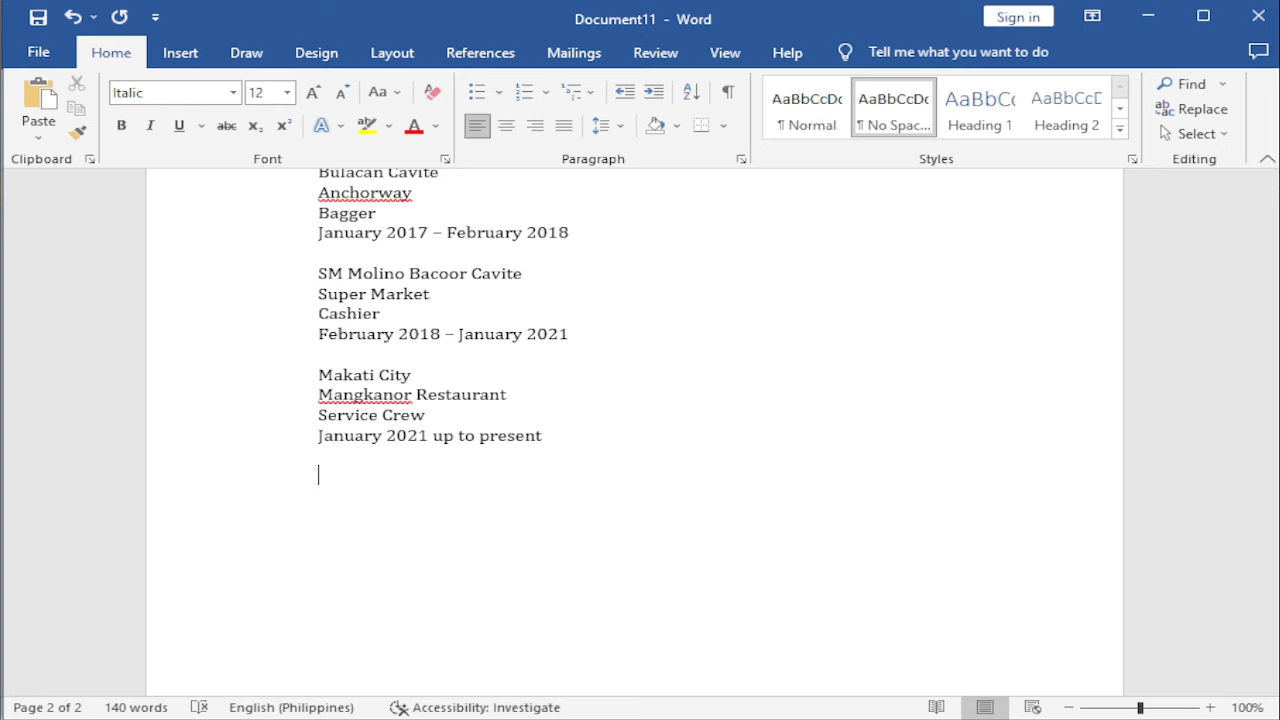 Document11 - Word
Sign in
File
Home
Insert
Draw
Design
Layout
References
Mailings
Review
View
Help
Tell me what you want to do
Paste
Clipboard
Italic
12
Aa
Font
Paragraph
AaBbCcDc
¶ Normal
AaBbCcDc
¶ No Spac...
AaBbCc
Heading 1
AaBbCcD
Heading 2
Styles
Find
Replace
Select
Editing
Bulacan Cavite
Anchorway
Bagger
January 2017 – February 2018
SM Molino Bacoor Cavite
Super Market
Cashier
February 2018 – January 2021
Makati City
Mangkanor Restaurant
Service Crew
January 2021 up to present
Page 2 of 2
140 words
English (Philippines)
Accessibility: Investigate
100%